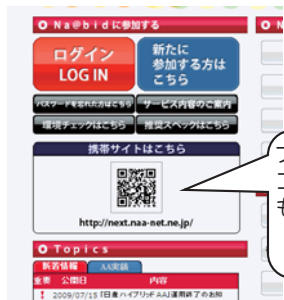 Na@bidに参加する
ログイン
LOG IN
新たに
参加する方は
こちら
パスワードを忘れた方はこちら
サービス内容のご案内
環境チェックはこちら
推奨スペックはこちら
携帯サイトはこちら
http://next.naa-net.ne.jp/
Topics
新着情報
AA実績
重要 公開日 内容
! 2009/07/15 「日産ハイブリッドAA」運用終了のお知